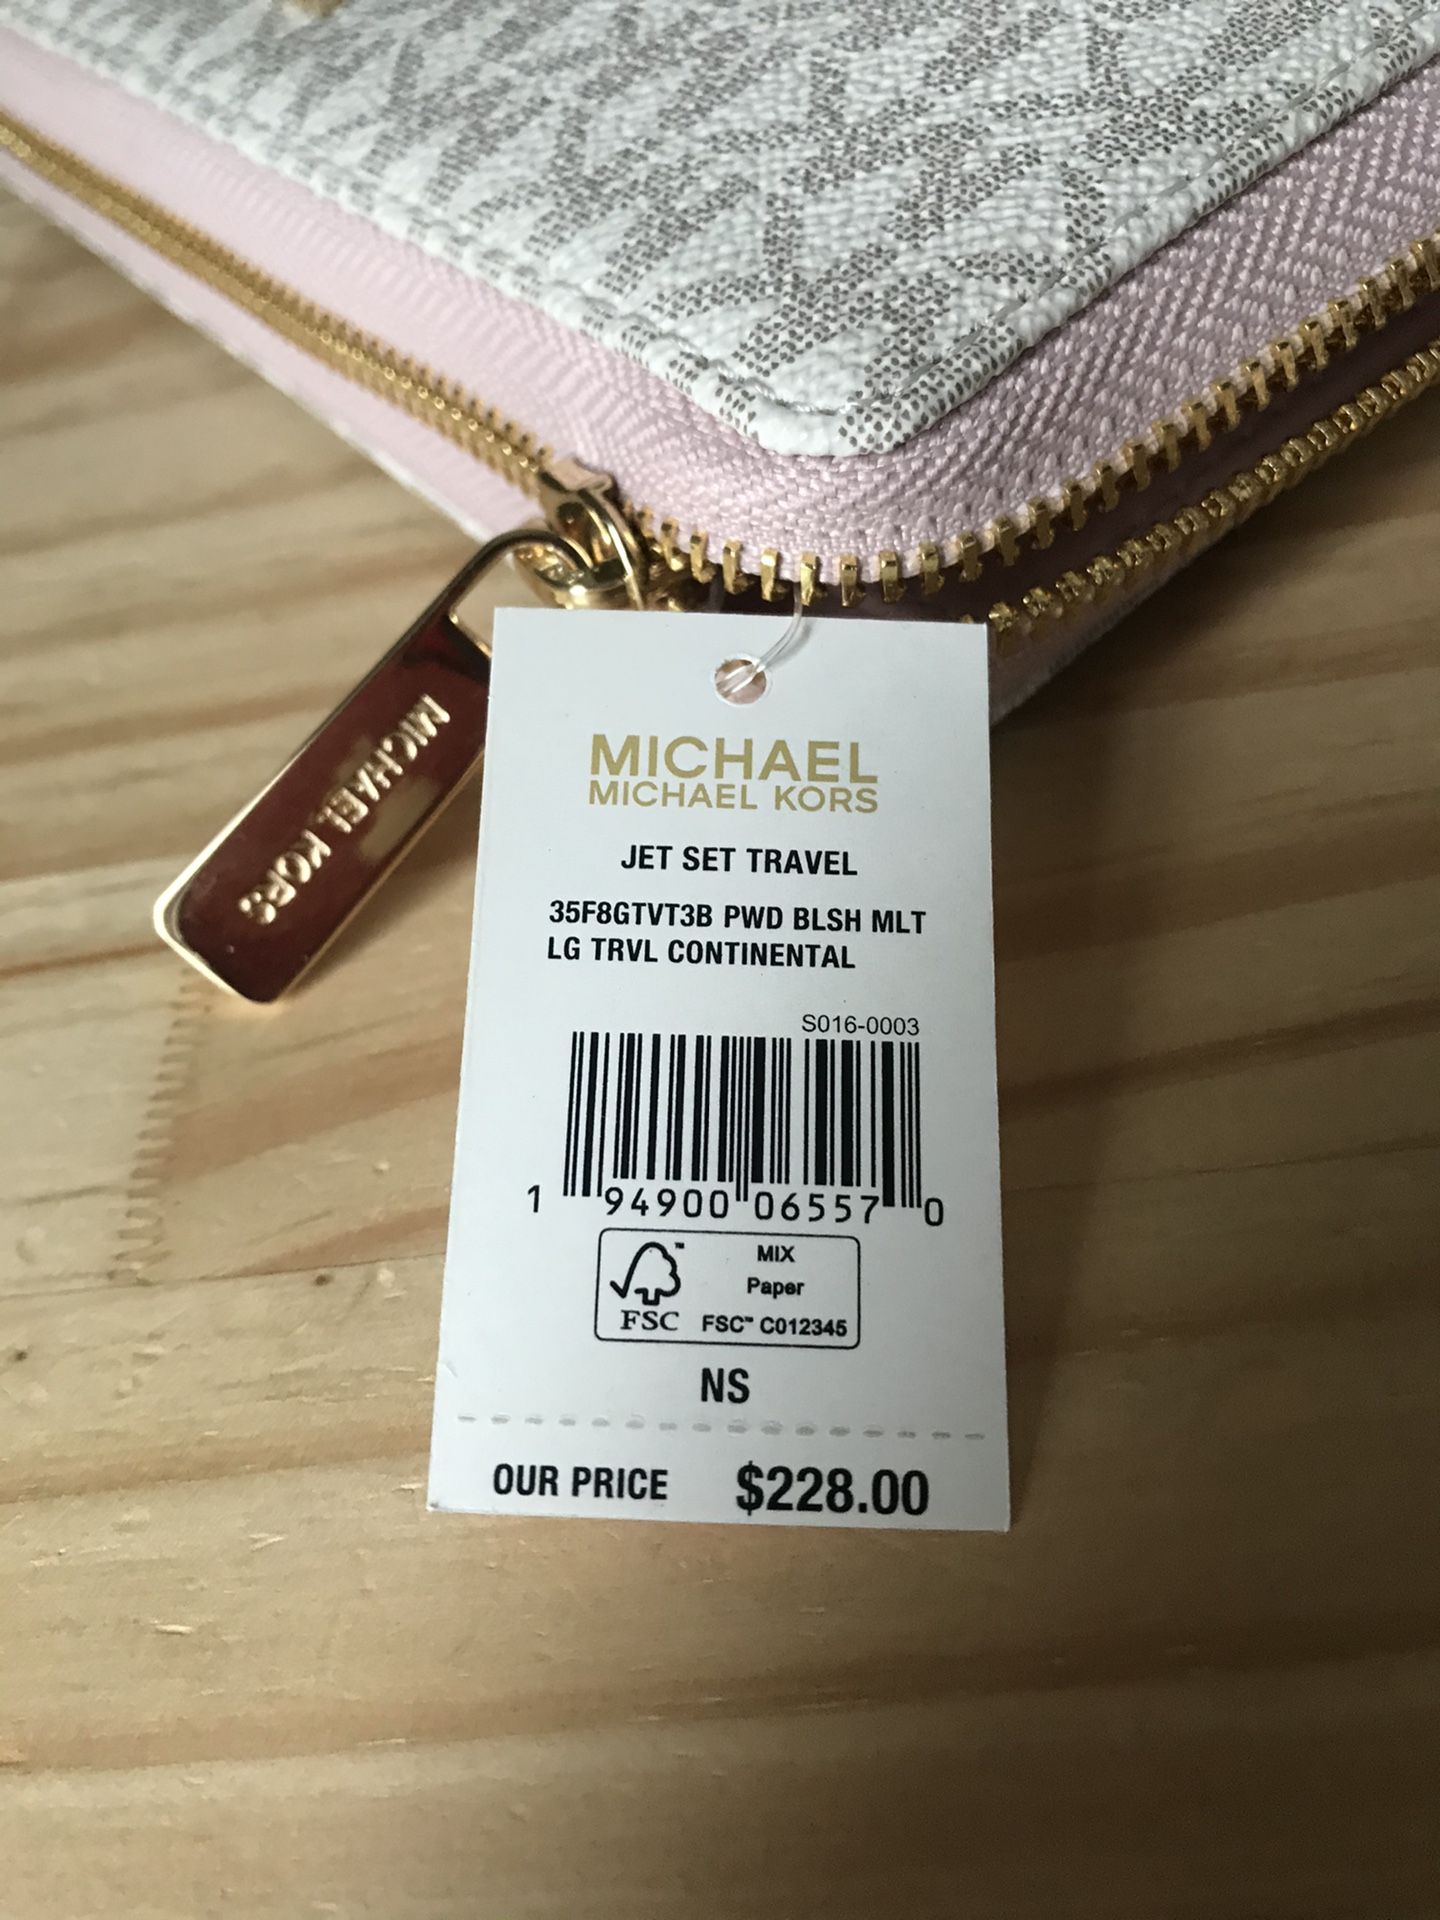 MICHAEL KORS
MICHAEL
MICHAEL KORS
JET SET TRAVEL
35F8GTVT3B PWD BLSH MLT
LG TRVL CONTINENTAL
S016-0003
1 94900 06557 0
FSC
™
MIX
Paper
FSC™ C012345
NS
OUR PRICE $228.00